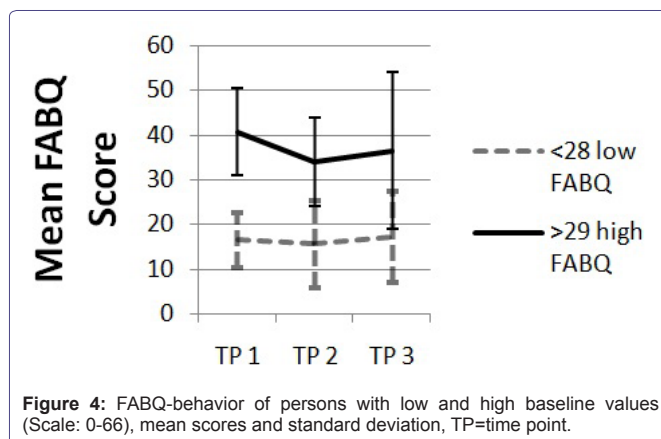 Mean FABQ
Score
60
50
40
30
20
10
0
TP 1 TP 2 TP 3
<28 low
FABQ
>29 high
FABQ
Figure 4: FABQ-behavior of persons with low and high baseline values
(Scale: 0-66), mean scores and standard deviation, TP=time point.